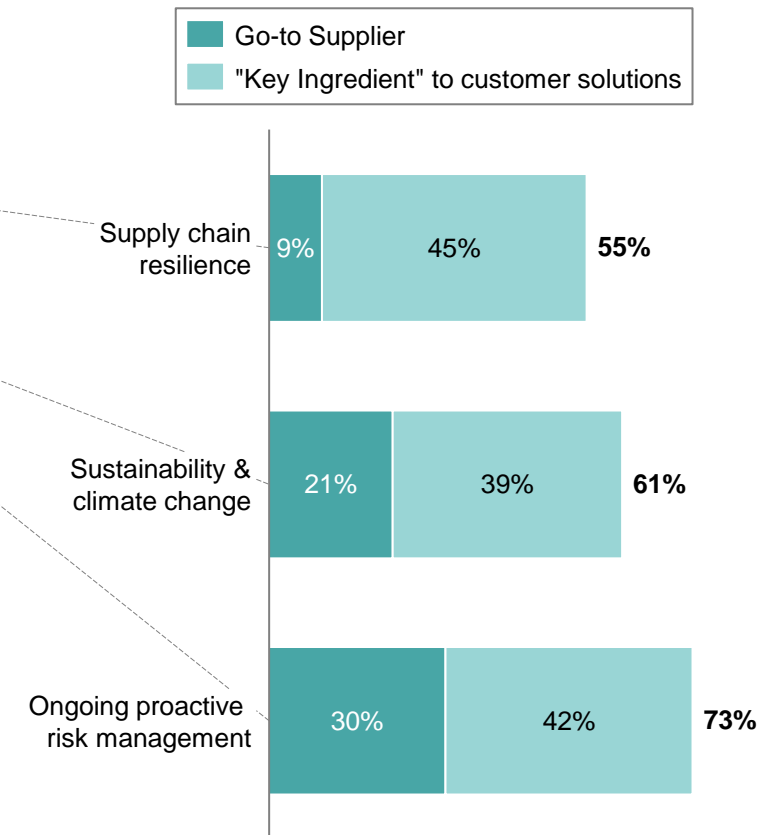 Go-to Supplier
"Key Ingredient" to customer solutions
Supply chain
resilience
9%
45%
55%
Sustainability &
climate change
21%
39%
61%
Ongoing proactive
risk management
30%
42%
73%